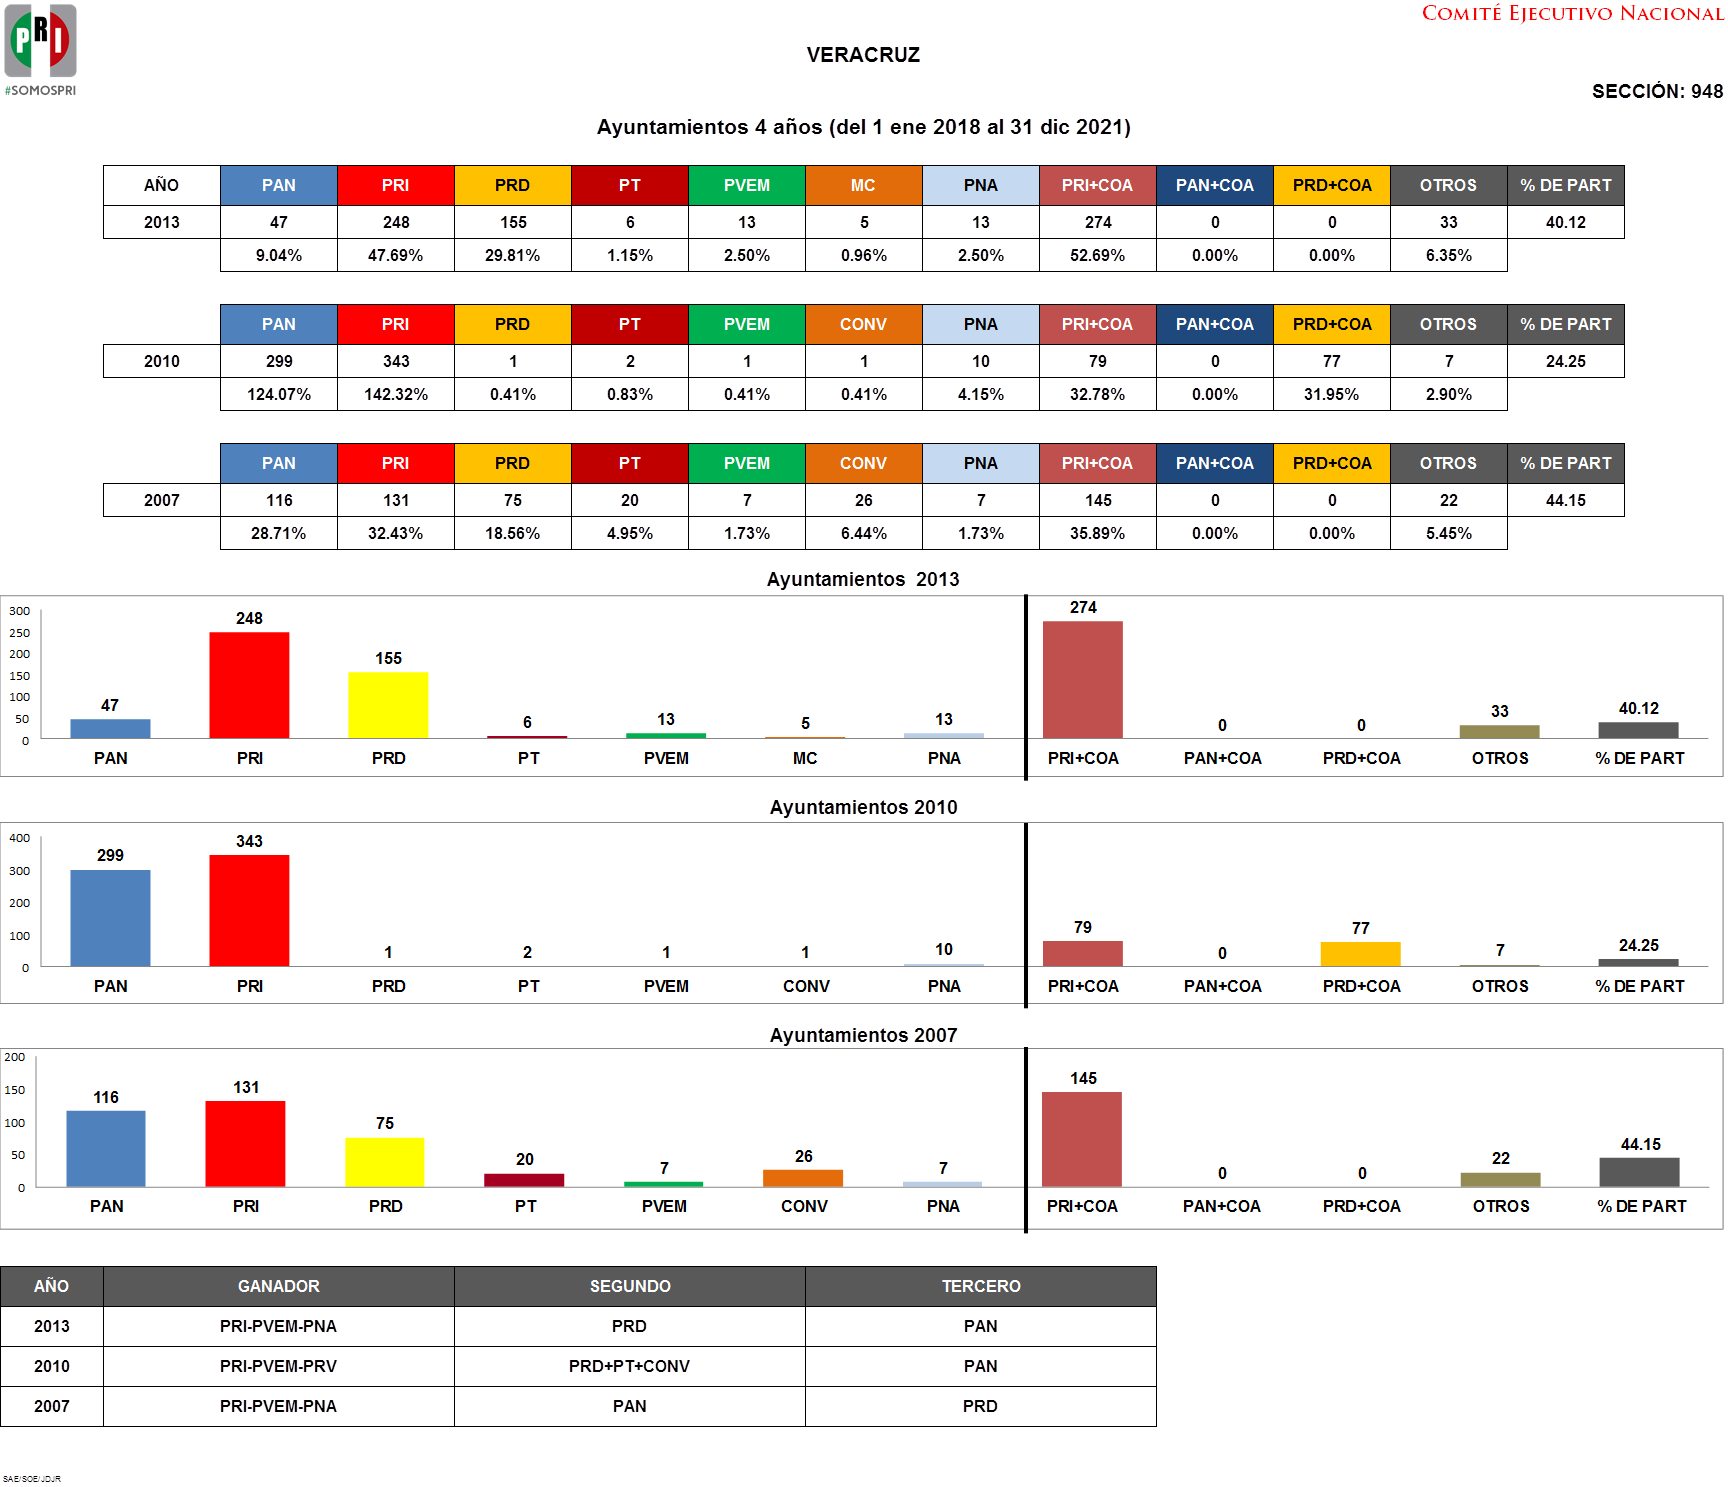 PRI
#SOMOSPRI
COMITÉ EJECUTIVO NACIONAL
VERACRUZ
SECCIÓN: 948
Ayuntamientos 4 años (del 1 ene 2018 al 31 dic 2021)
AÑO PAN PRI PRD PT PVEM MC PNA PRI+COA PAN+COA PRD+COA OTROS % DE PART
2013 47 248 155 6 13 5 13 274 0 0 33 40.12
9.04% 47.69% 29.81% 1.15% 2.50% 0.96% 2.50% 52.69% 0.00% 0.00% 6.35%
PAN PRI PRD PT PVEM CONV PNA PRI+COA PAN+COA PRD+COA OTROS % DE PART
2010 299 343 1 2 1 1 10 79 0 77 7 24.25
124.07% 142.32% 0.41% 0.83% 0.41% 0.41% 4.15% 32.78% 0.00% 31.95% 2.90%
PAN PRI PRD PT PVEM CONV PNA PRI+COA PAN+COA PRD+COA OTROS % DE PART
2007 116 131 75 20 7 26 7 145 0 0 22 44.15
28.71% 32.43% 18.56% 4.95% 1.73% 6.44% 1.73% 35.89% 0.00% 0.00% 5.45%
Ayuntamientos 2013
300
250
200
150
100
50
0
47 248 155 6 13 5 13 274 0 0 33 40.12
PAN PRI PRD PT PVEM MC PNA PRI+COA PAN+COA PRD+COA OTROS % DE PART
Ayuntamientos 2010
400
300
200
100
0
299 343 1 2 1 1 10 79 0 77 7 24.25
PAN PRI PRD PT PVEM CONV PNA PRI+COA PAN+COA PRD+COA OTROS % DE PART
Ayuntamientos 2007
200
150
100
50
0
116 131 75 20 7 26 7 145 0 0 22 44.15
PAN PRI PRD PT PVEM CONV PNA PRI+COA PAN+COA PRD+COA OTROS % DE PART
AÑO GANADOR SEGUNDO TERCERO
2013 PRI-PVEM-PNA PRD PAN
2010 PRI-PVEM-PRV PRD+PT+CONV PAN
2007 PRI-PVEM-PNA PAN PRD
SAE/SOE/JDJR